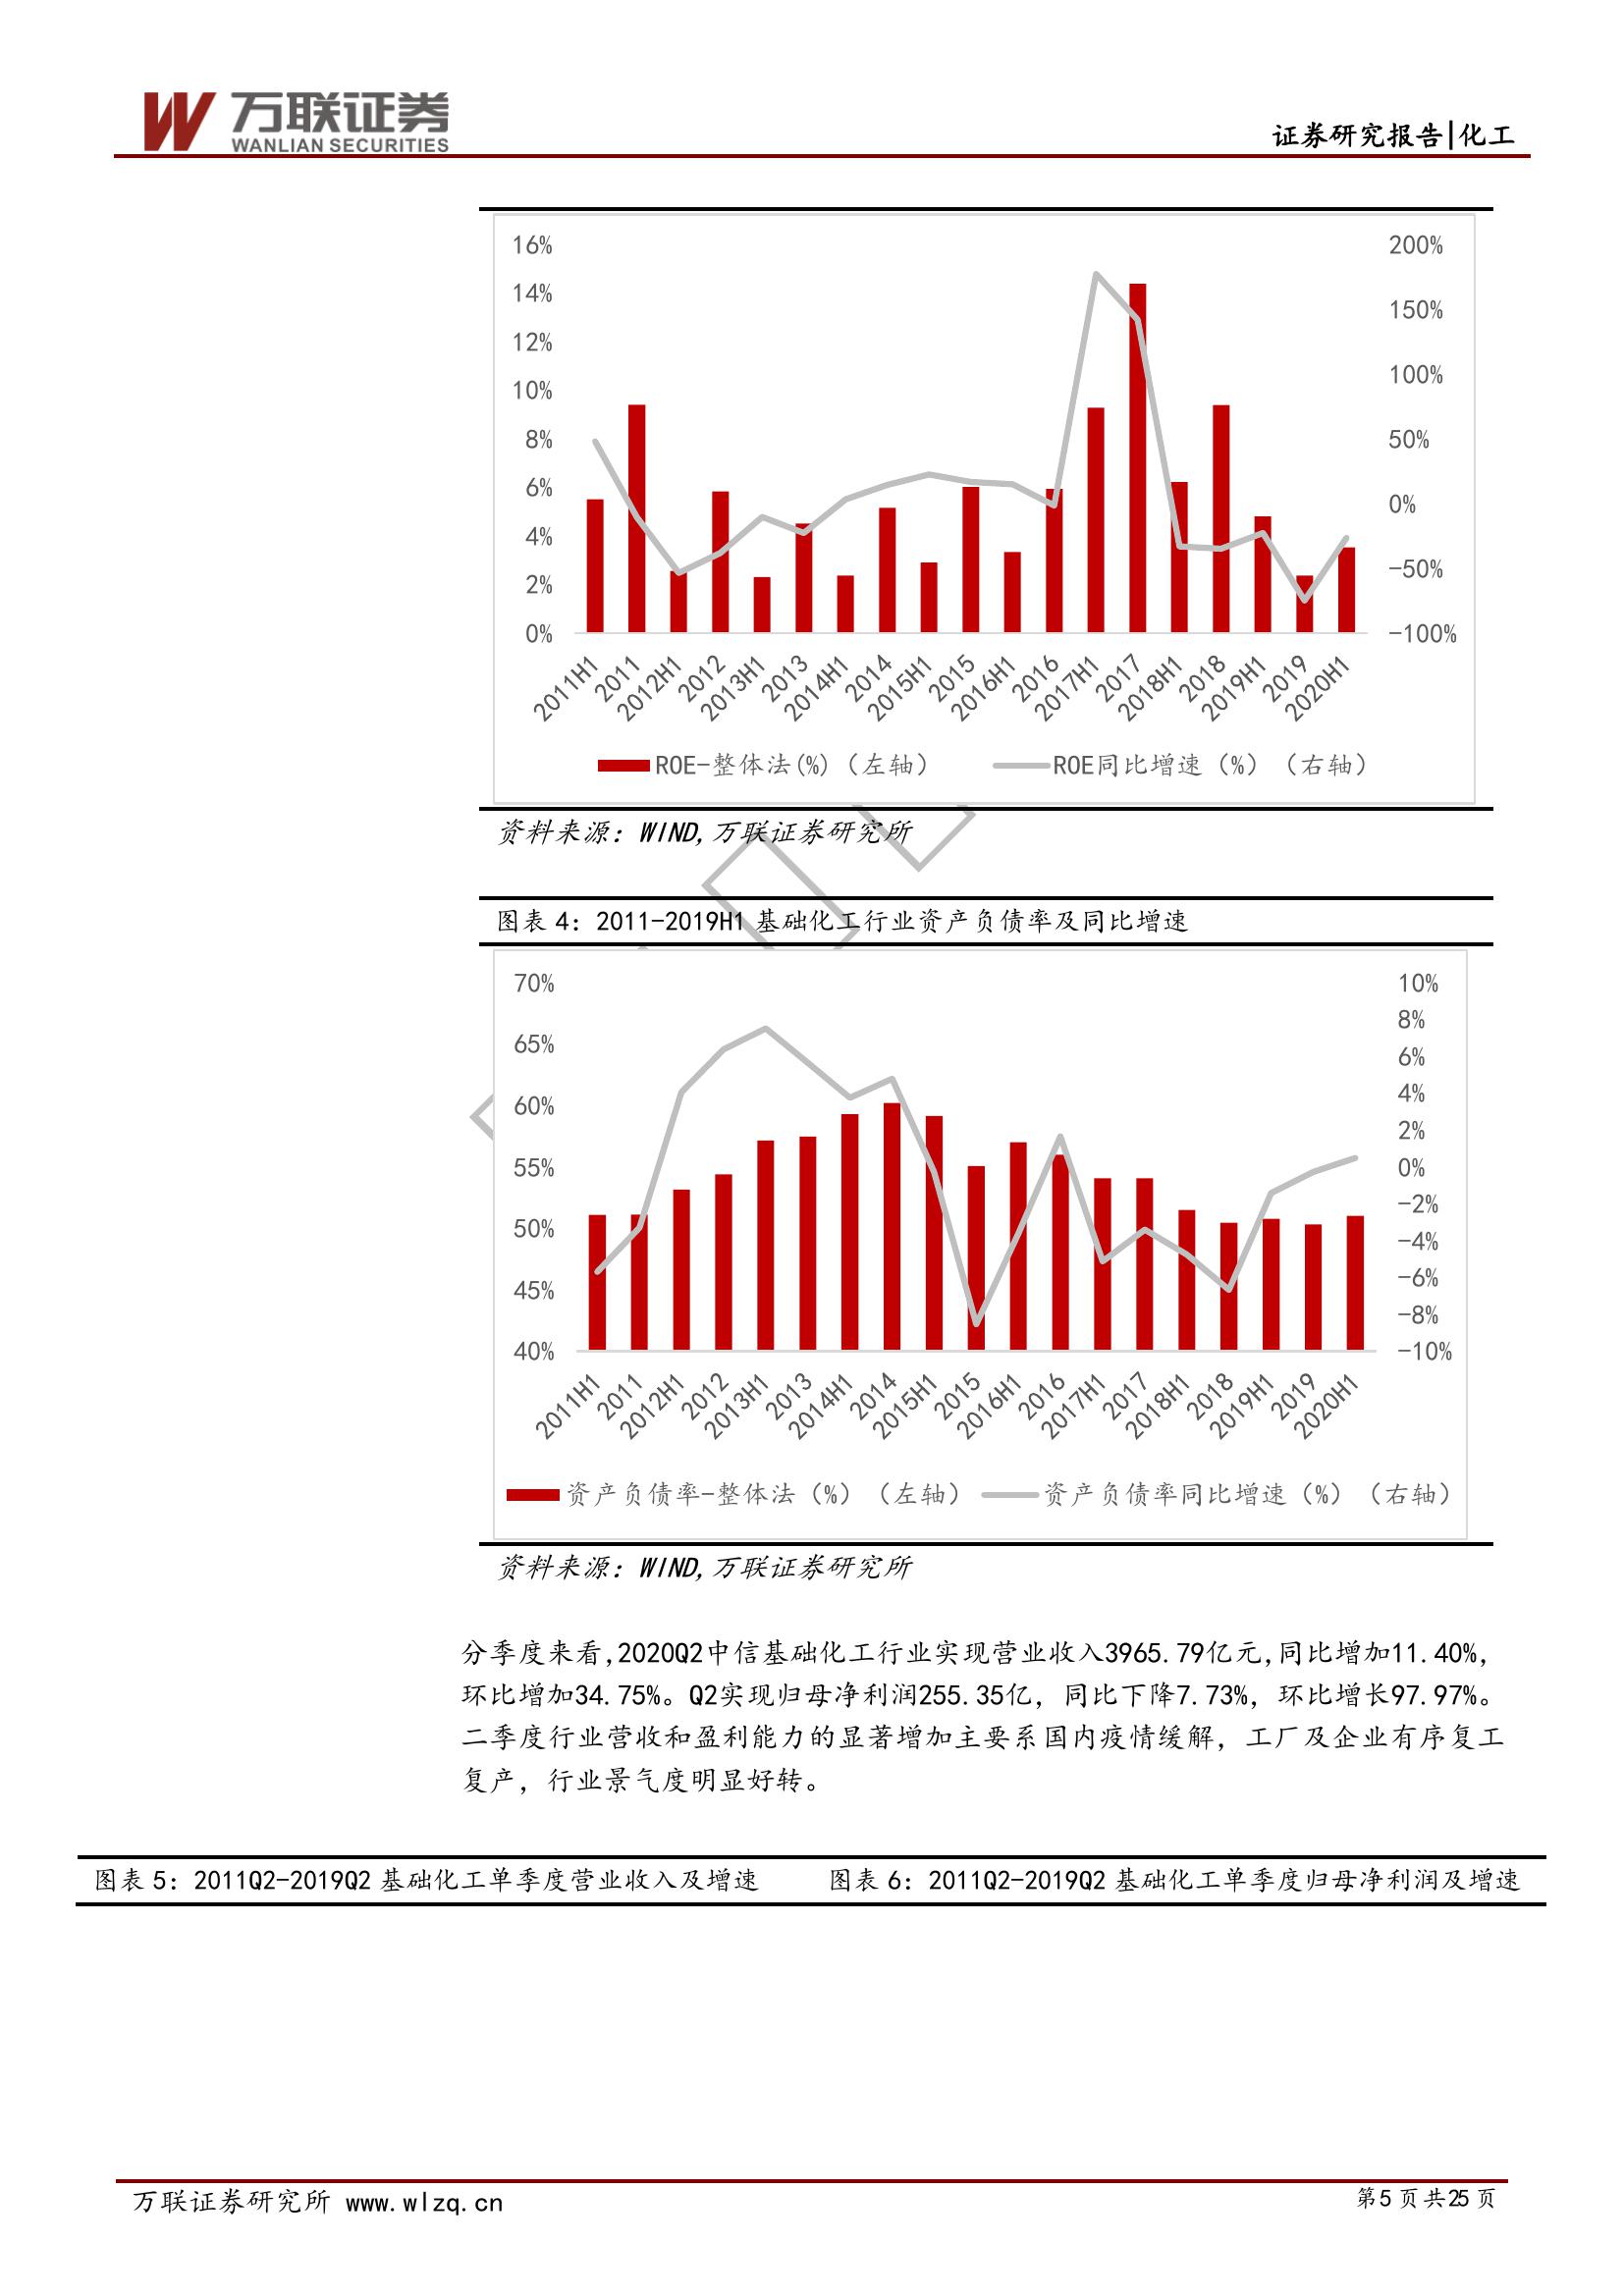 万联证券
WANLIAN SECURITIES
证券研究报告|化工
16%
14%
12%
10%
8%
6%
4%
2%
0%
200%
150%
100%
50%
0%
-50%
-100%
2011H1 2011 2012H1 2012 2013H1 2013 2014H1 2014 2015H1 2015 2016H1 2016 2017H1 2017 2018H1 2018 2019H1 2019 2020H1
ROE-整体法(%)（左轴） ROE同比增速（%）（右轴）
资料来源：WIND,万联证券研究所
图表 4：2011-2019H1 基础化工行业资产负债率及同比增速
70%
65%
60%
55%
50%
45%
40%
10%
8%
6%
4%
2%
0%
-2%
-4%
-6%
-8%
-10%
2011H1 2011 2012H1 2012 2013H1 2013 2014H1 2014 2015H1 2015 2016H1 2016 2017H1 2017 2018H1 2018 2019H1 2019 2020H1
资产负债率-整体法（%）（左轴） 资产负债率同比增速（%）（右轴）
资料来源：WIND,万联证券研究所
分季度来看,2020Q2中信基础化工行业实现营业收入3965.79亿元,同比增加11.40%,
环比增加34.75%。Q2实现归母净利润255.35亿，同比下降7.73%，环比增长97.97%。
二季度行业营收和盈利能力的显著增加主要系国内疫情缓解，工厂及企业有序复工
复产，行业景气度明显好转。
图表 5：2011Q2-2019Q2 基础化工单季度营业收入及增速
图表 6：2011Q2-2019Q2 基础化工单季度归母净利润及增速
万联证券研究所 www.wlzq.cn
第5 页共25 页